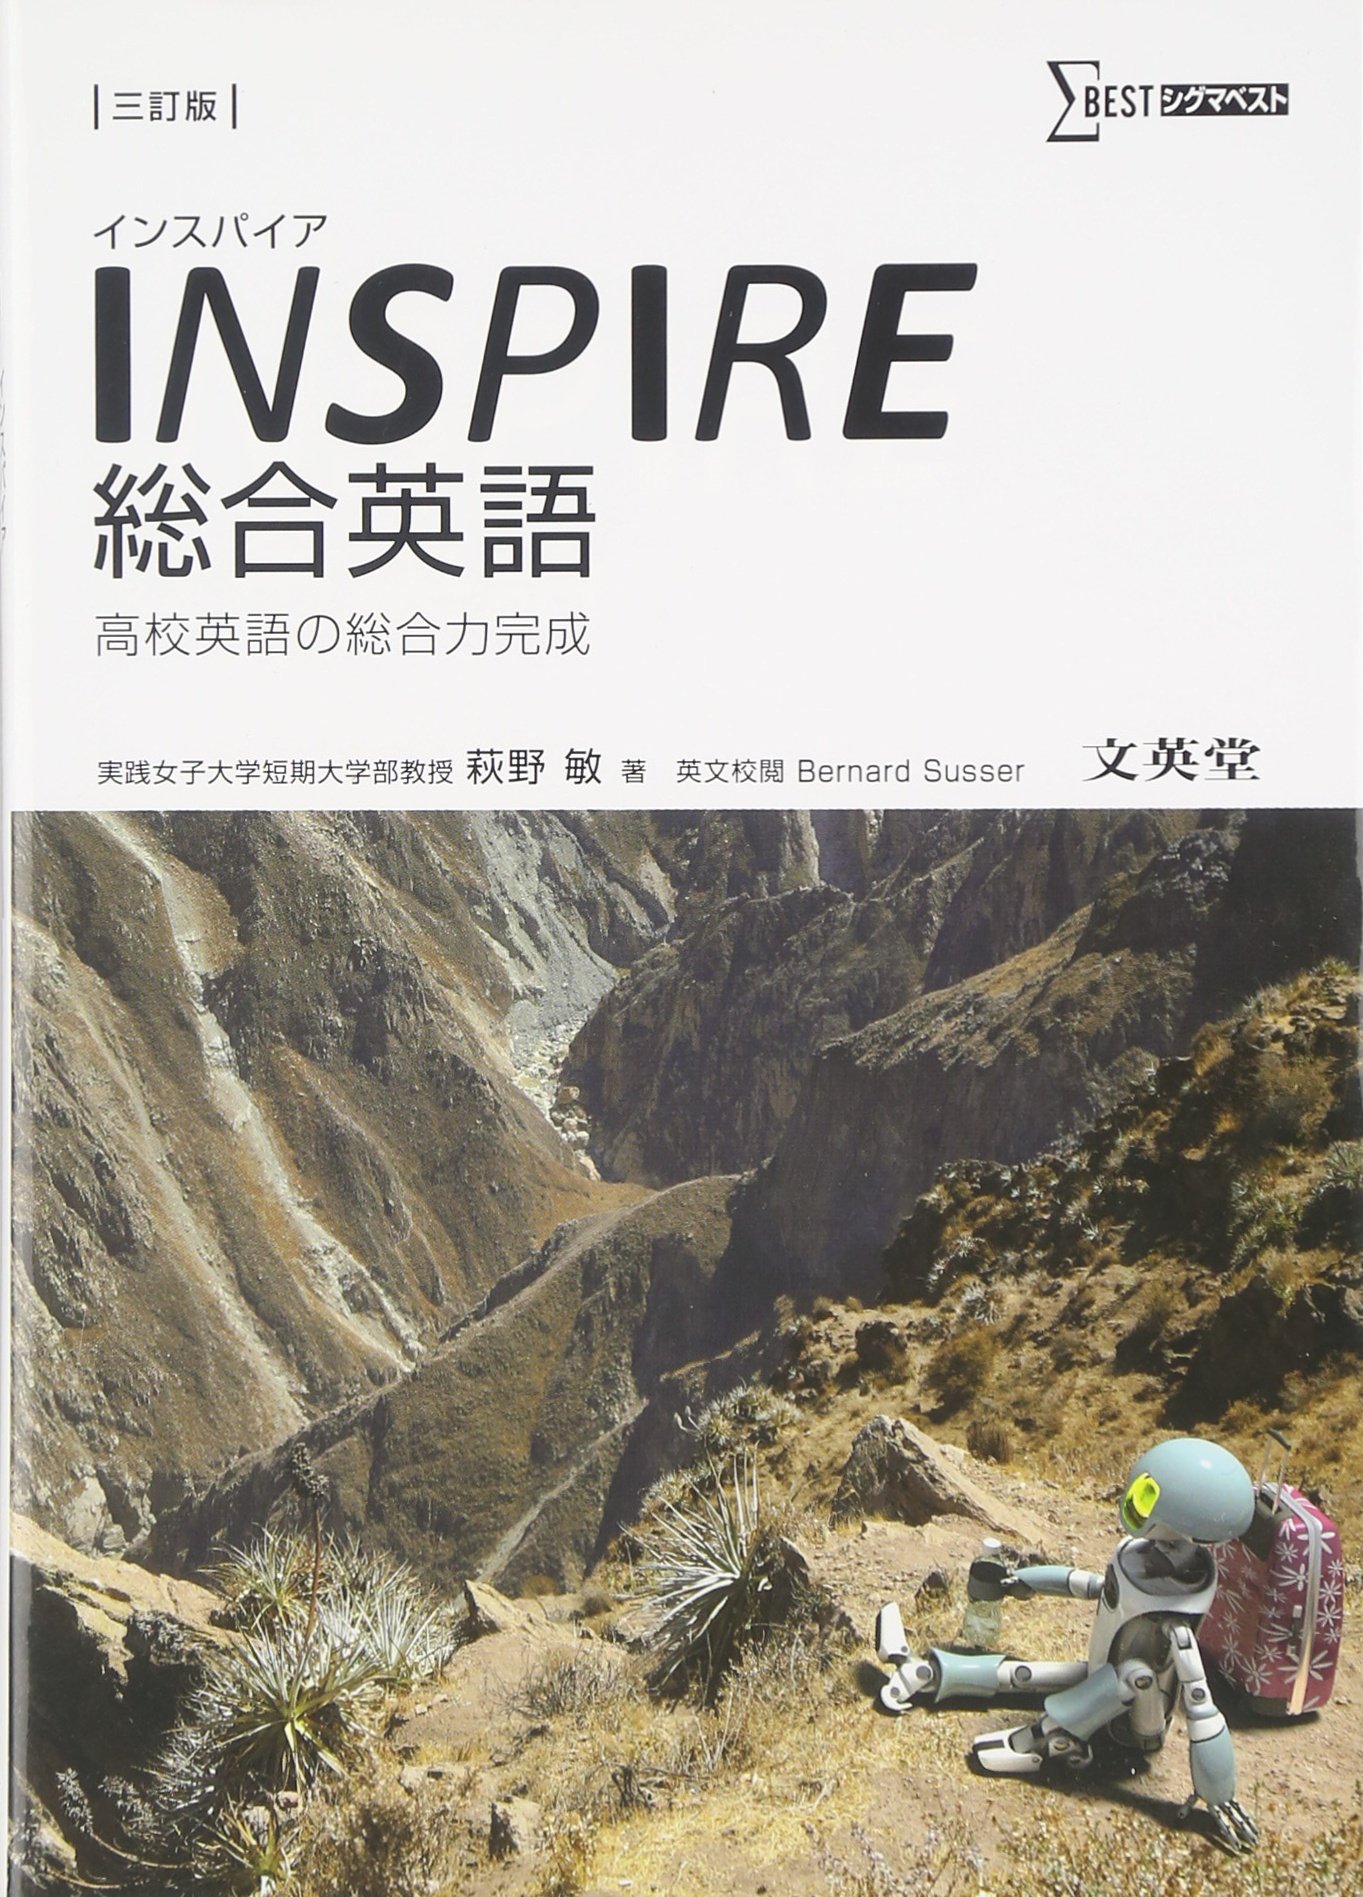 三訂版
ΣBEST シグマベスト
インスパイア
INSPIRE
総合英語
高校英語の総合力完成
実践女子大学短期大学部教授 萩野 敏 著 英文校閲 Bernard Susser 文英堂